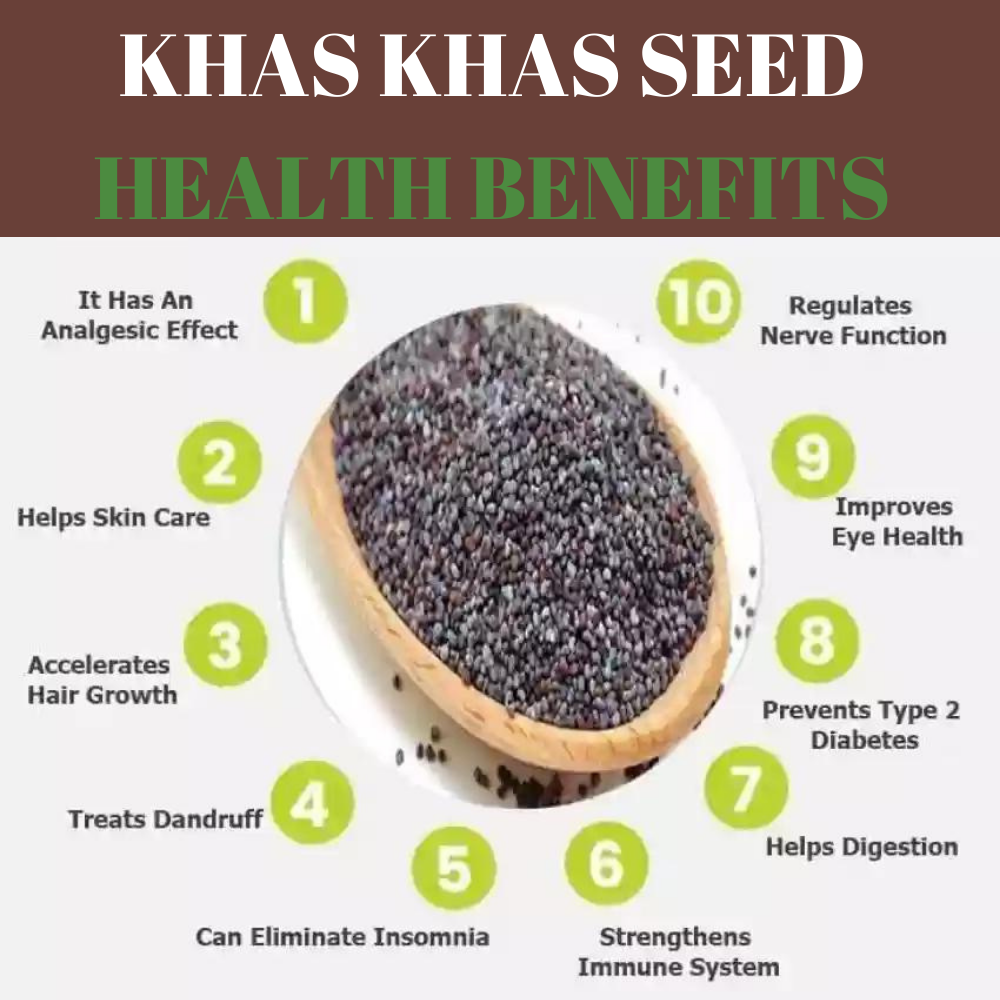 KHAS KHAS SEED
HEALTH BENEFITS
1
It Has An
Analgesic Effect
2
Helps Skin Care
3
Accelerates
Hair Growth
4
Treats Dandruff
5
Can Eliminate Insomnia
6
Strengthens
Immune System
7
Helps Digestion
8
Prevents Type 2
Diabetes
9
Improves
Eye Health
10
Regulates
Nerve Function